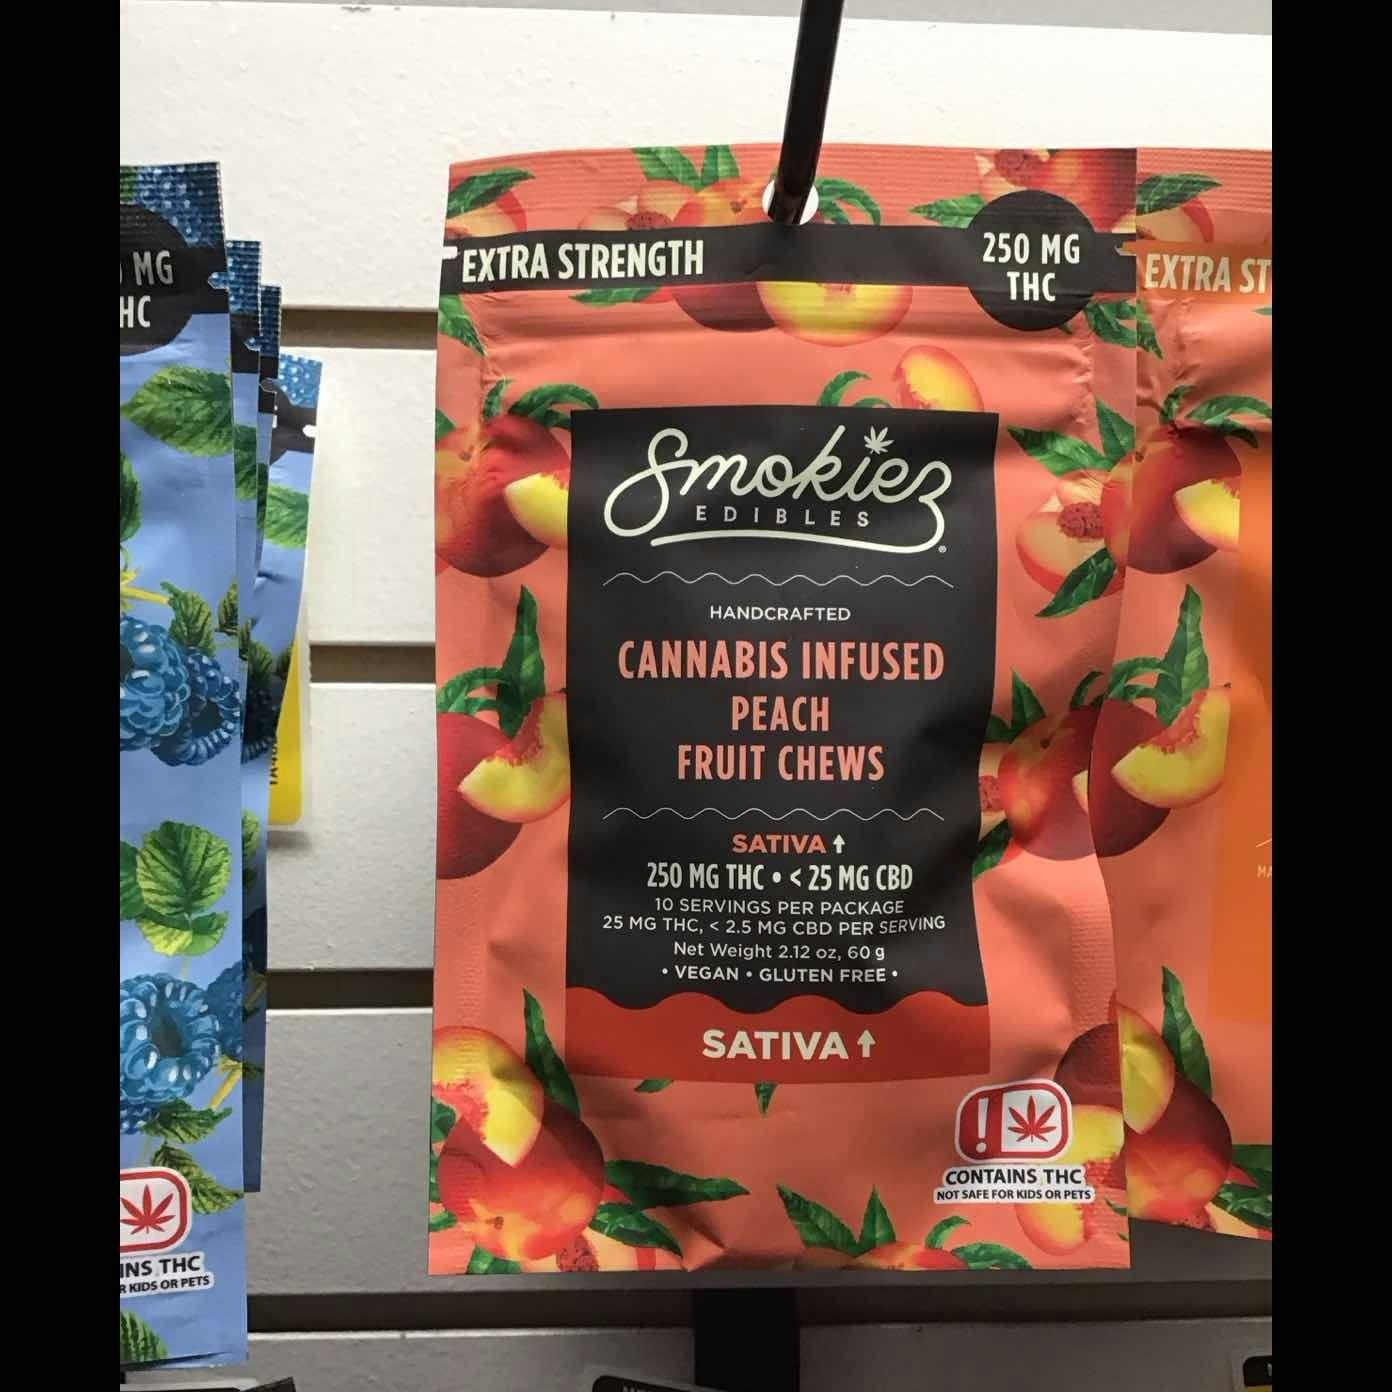 MG
HC
INS THC
R KIDS OR PETS
EXTRA STRENGTH
250 MG
THC
Smokiez
EDIBLES
®
HANDCRAFTED
CANNABIS INFUSED
PEACH
FRUIT CHEWS
SATIVA ↑
250 MG THC • < 25 MG CBD
10 SERVINGS PER PACKAGE
25 MG THC, < 2.5 MG CBD PER SERVING
Net Weight 2.12 oz, 60 g
• VEGAN • GLUTEN FREE •
SATIVA ↑
!
CONTAINS THC
NOT SAFE FOR KIDS OR PETS
EXTRA ST
MA